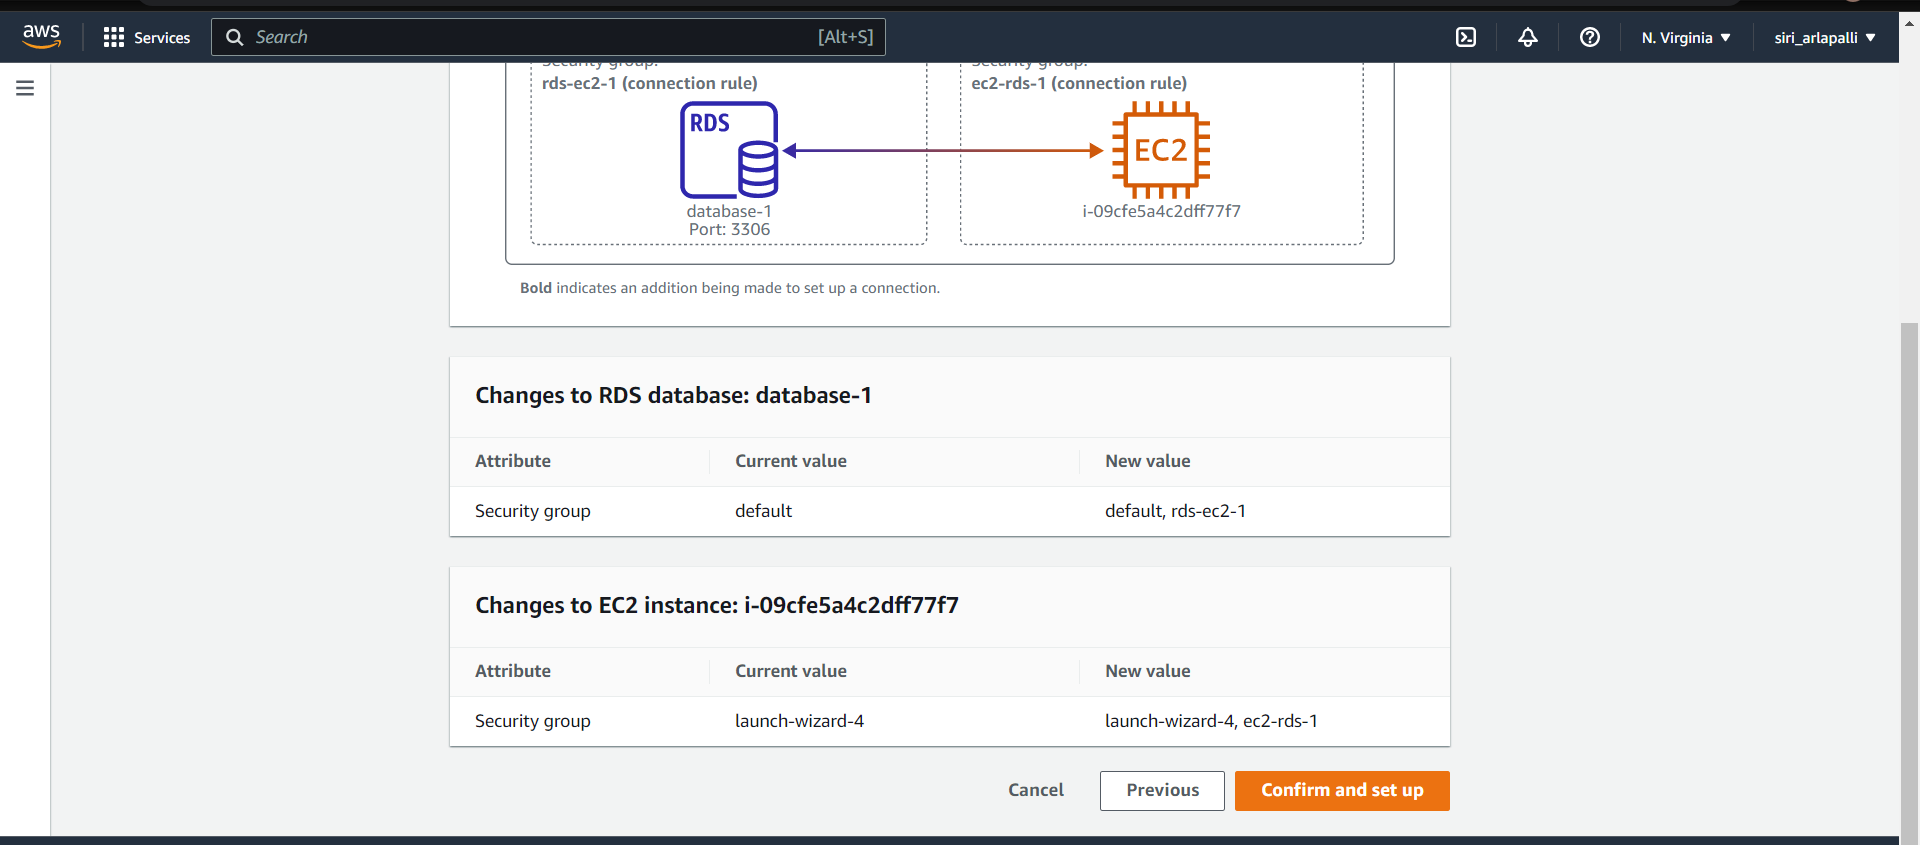 aws
Services
Search
[Alt+S]
N. Virginia
siri_arlapalli
Security group:
rds-ec2-1 (connection rule)
Security group:
ec2-rds-1 (connection rule)
RDS
EC2
database-1
Port: 3306
i-09cfe5a4c2dff77f7
Bold indicates an addition being made to set up a connection.
Changes to RDS database: database-1
Attribute Current value New value
Security group default default, rds-ec2-1
Changes to EC2 instance: i-09cfe5a4c2dff77f7
Attribute Current value New value
Security group launch-wizard-4 launch-wizard-4, ec2-rds-1
Cancel Previous Confirm and set up